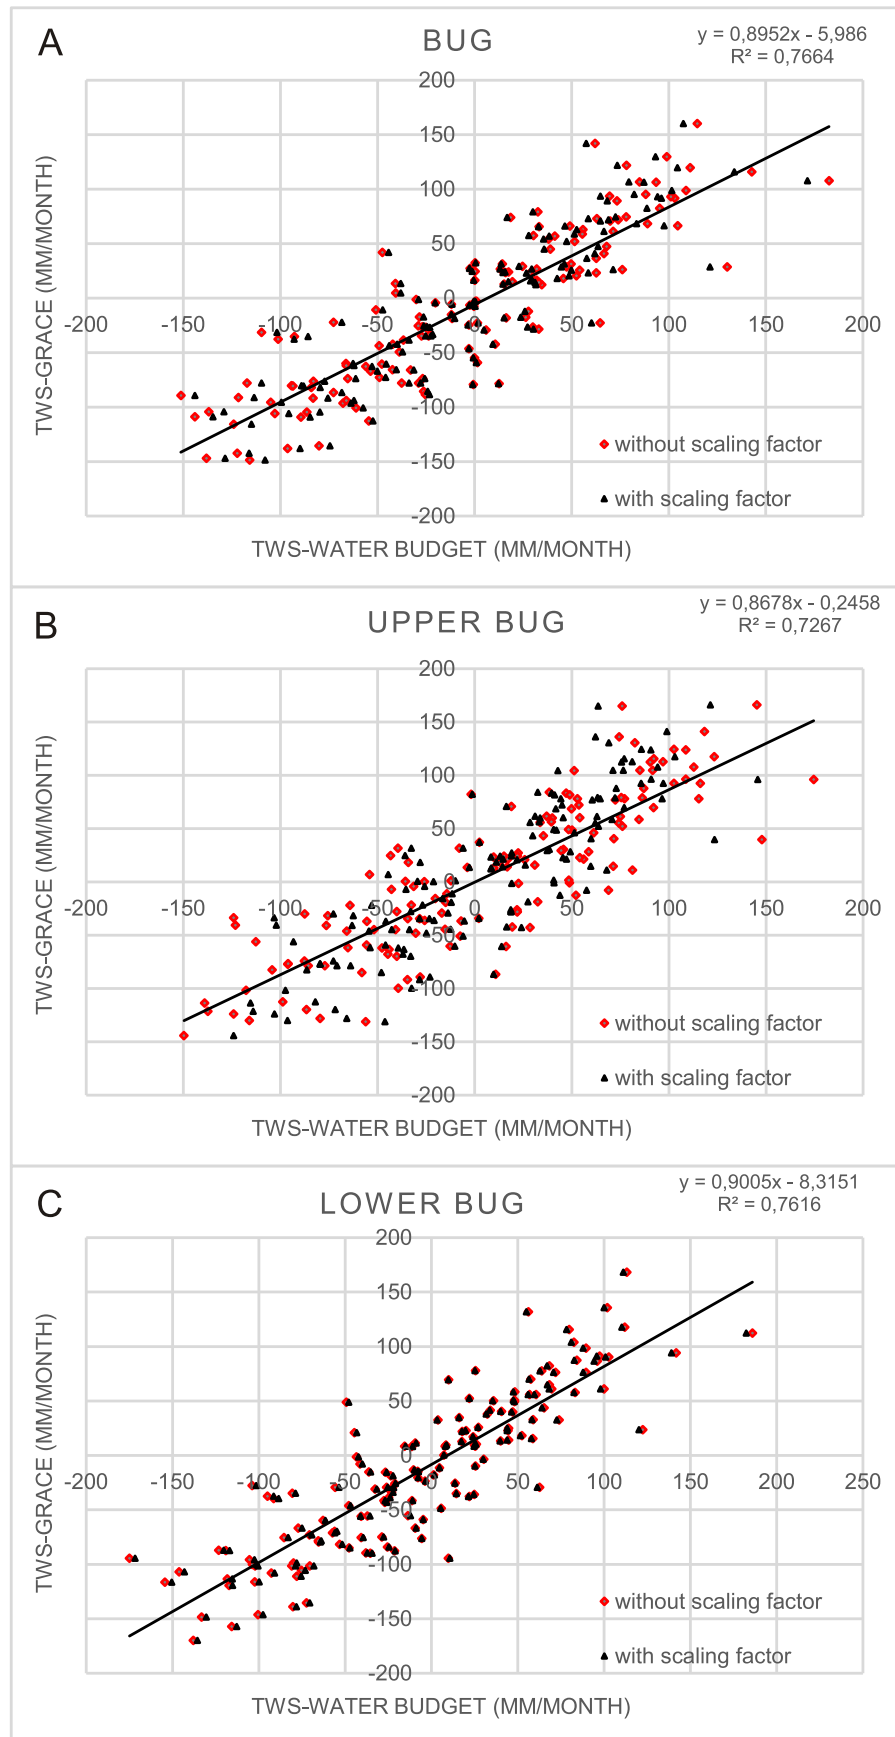 A
BUG
y = 0,8952x - 5,986
R² = 0,7664
200
150
100
50
0
-50
-100
-150
-200
-200 -150 -100 -50 0 50 100 150 200
TWS-GRACE (MM/MONTH)
without scaling factor
with scaling factor
TWS-WATER BUDGET (MM/MONTH)
B
UPPER BUG
y = 0,8678x - 0,2458
R² = 0,7267
200
150
100
50
0
-50
-100
-150
-200
-200 -150 -100 -50 0 50 100 150 200
TWS-GRACE (MM/MONTH)
without scaling factor
with scaling factor
TWS-WATER BUDGET (MM/MONTH)
C
LOWER BUG
y = 0,9005x - 8,3151
R² = 0,7616
200
150
100
50
0
-50
-100
-150
-200
-200 -150 -100 -50 0 50 100 150 200 250
TWS-GRACE (MM/MONTH)
without scaling factor
with scaling factor
TWS-WATER BUDGET (MM/MONTH)